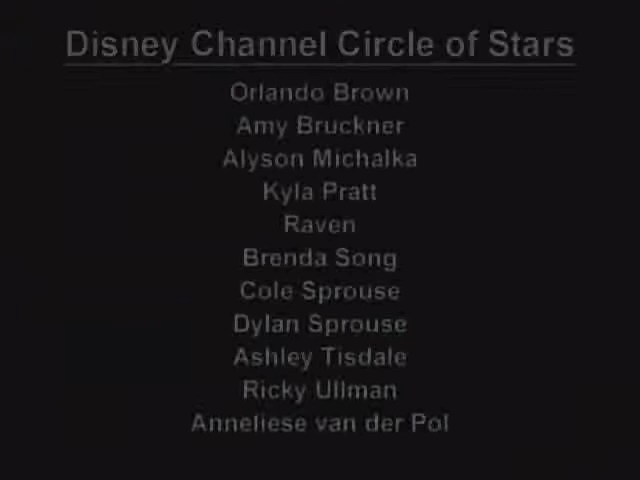 Disney Channel Circle of Stars
Orlando Brown
Amy Bruckner
Alyson Michalka
Kyla Pratt
Raven
Brenda Song
Cole Sprouse
Dylan Sprouse
Ashley Tisdale
Ricky Ullman
Anneliese van der Pol